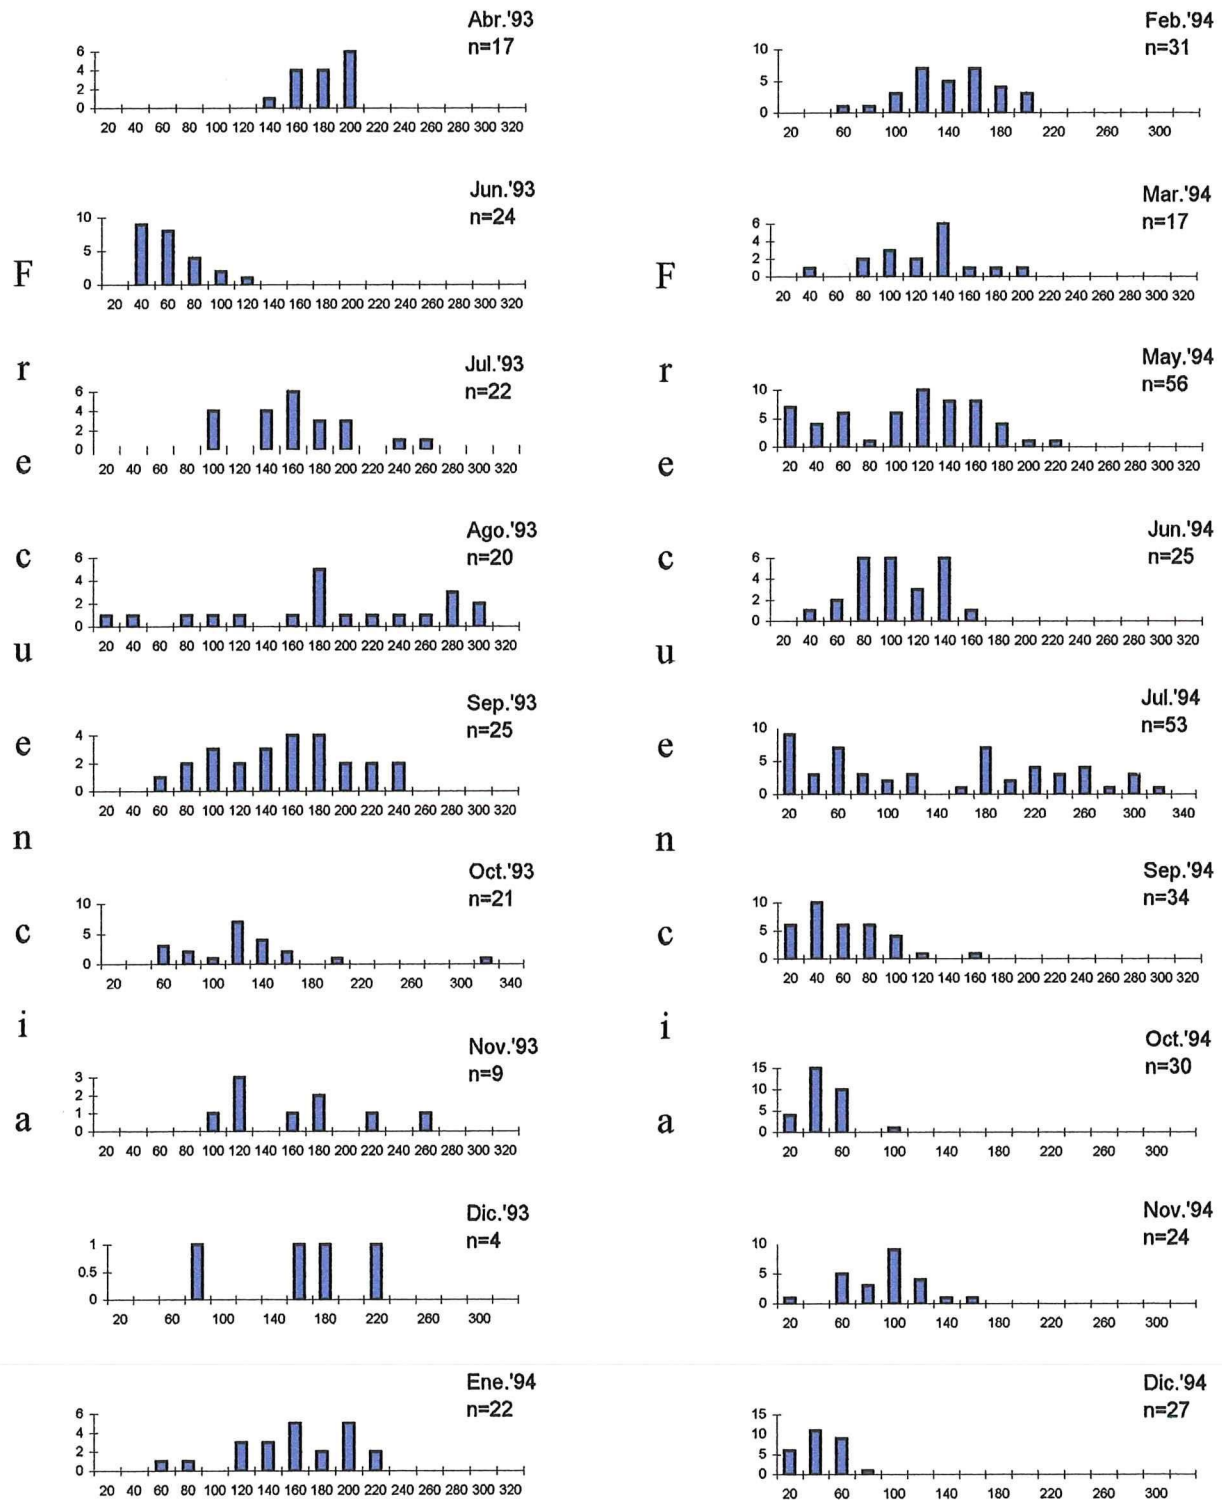 Abr.'93
n=17
6
4
2
0
20 40 60 80 100 120 140 160 180 200 220 240 260 280 300 320
Jun.'93
n=24
10
5
0
20 40 60 80 100 120 140 160 180 200 220 240 260 280 300 320
Jul.'93
n=22
6
4
2
0
20 40 60 80 100 120 140 160 180 200 220 240 260 280 300 320
Ago.'93
n=20
6
4
2
0
20 40 60 80 100 120 140 160 180 200 220 240 260 280 300 320
Sep.'93
n=25
4
2
0
20 40 60 80 100 120 140 160 180 200 220 240 260 280 300 320
Oct.'93
n=21
10
5
0
20 60 100 140 180 220 260 300 340
Nov.'93
n=9
3
2
1
0
20 40 60 80 100 120 140 160 180 200 220 240 260 280 300 320
Dic.'93
n=4
1
0.5
0
20 60 100 140 180 220 260 300
Ene.'94
n=22
6
4
2
0
20 40 60 80 100 120 140 160 180 200 220 240 260 280 300 320
F
r
e
c
u
e
n
c
i
a
Feb.'94
n=31
10
5
0
20 60 100 140 180 220 260 300
Mar.'94
n=17
6
4
2
0
20 40 60 80 100 120 140 160 180 200 220 240 260 280 300 320
May.'94
n=56
10
5
0
20 40 60 80 100 120 140 160 180 200 220 240 260 280 300 320
Jun.'94
n=25
6
4
2
0
20 40 60 80 100 120 140 160 180 200 220 240 260 280 300 320
Jul.'94
n=53
10
5
0
20 60 100 140 180 220 260 300 340
Sep.'94
n=34
10
5
0
20 40 60 80 100 120 140 160 180 200 220 240 260 280 300 320
Oct.'94
n=30
15
10
5
0
20 60 100 140 180 220 260 300
Nov.'94
n=24
10
5
0
20 60 100 140 180 220 260 300
Dic.'94
n=27
15
10
5
0
20 60 100 140 180 220 260 300
F
r
e
c
u
e
n
c
i
a